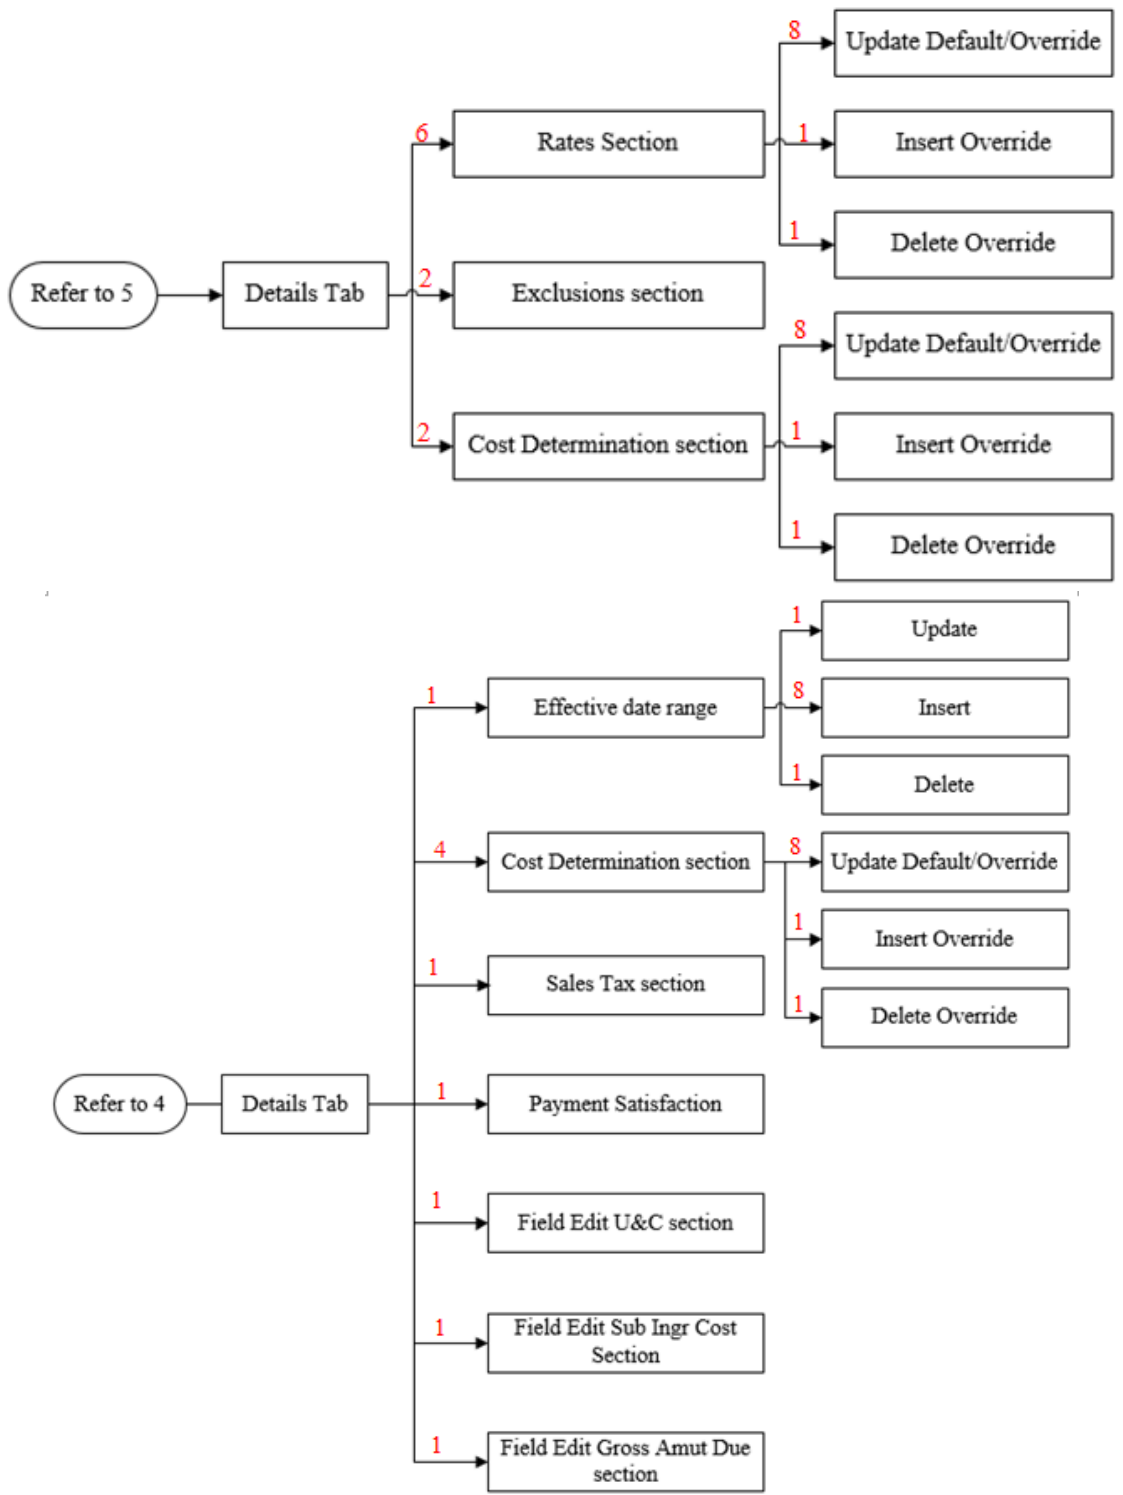 8
Update Default/Override
6
Rates Section
1
Insert Override
1
Delete Override
Refer to 5
Details Tab
2
Exclusions section
8
Update Default/Override
2
Cost Determination section
1
Insert Override
1
Delete Override
1
Update
1
Effective date range
8
Insert
1
Delete
4
Cost Determination section
8
Update Default/Override
1
Insert Override
1
Sales Tax section
1
Delete Override
Refer to 4
Details Tab
1
Payment Satisfaction
1
Field Edit U&C section
1
Field Edit Sub Ingr Cost
Section
1
Field Edit Gross Amut Due
section